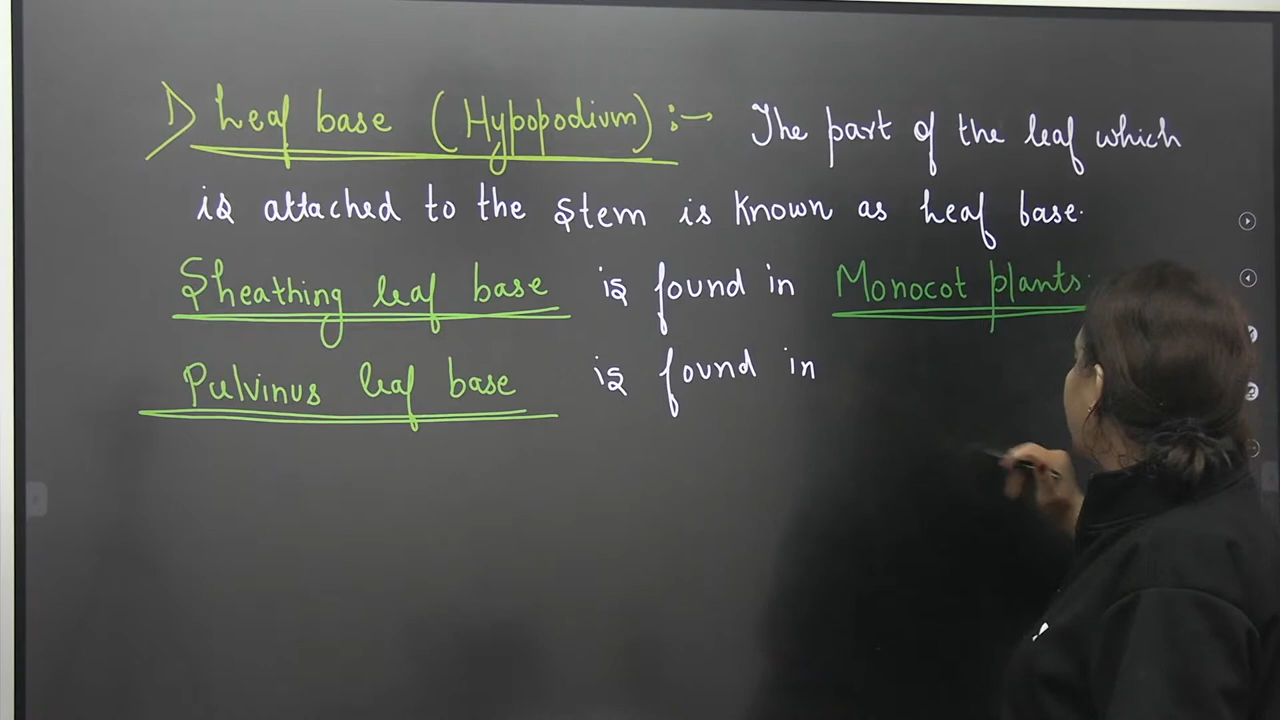 1) Leaf base (Hypopodium) :- The part of the leaf which
is attached to the stem is known as leaf base.
Sheathing leaf base is found in Monocot plants.
Pulvinus leaf base is found in